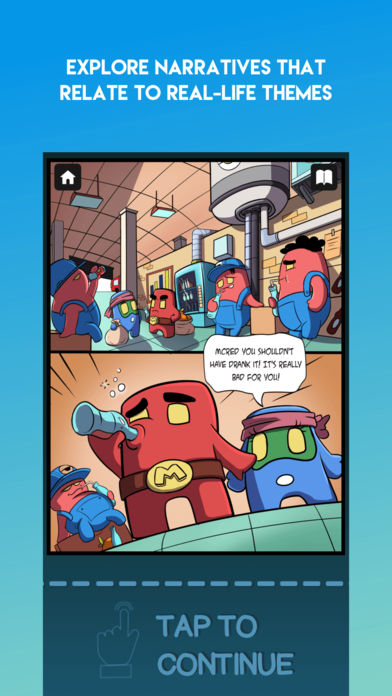 EXPLORE NARRATIVES THAT
RELATE TO REAL-LIFE THEMES
MCRED YOU SHOULDN'T
HAVE DRANK IT! IT'S REALLY
BAD FOR YOU!
M
TAP TO
CONTINUE